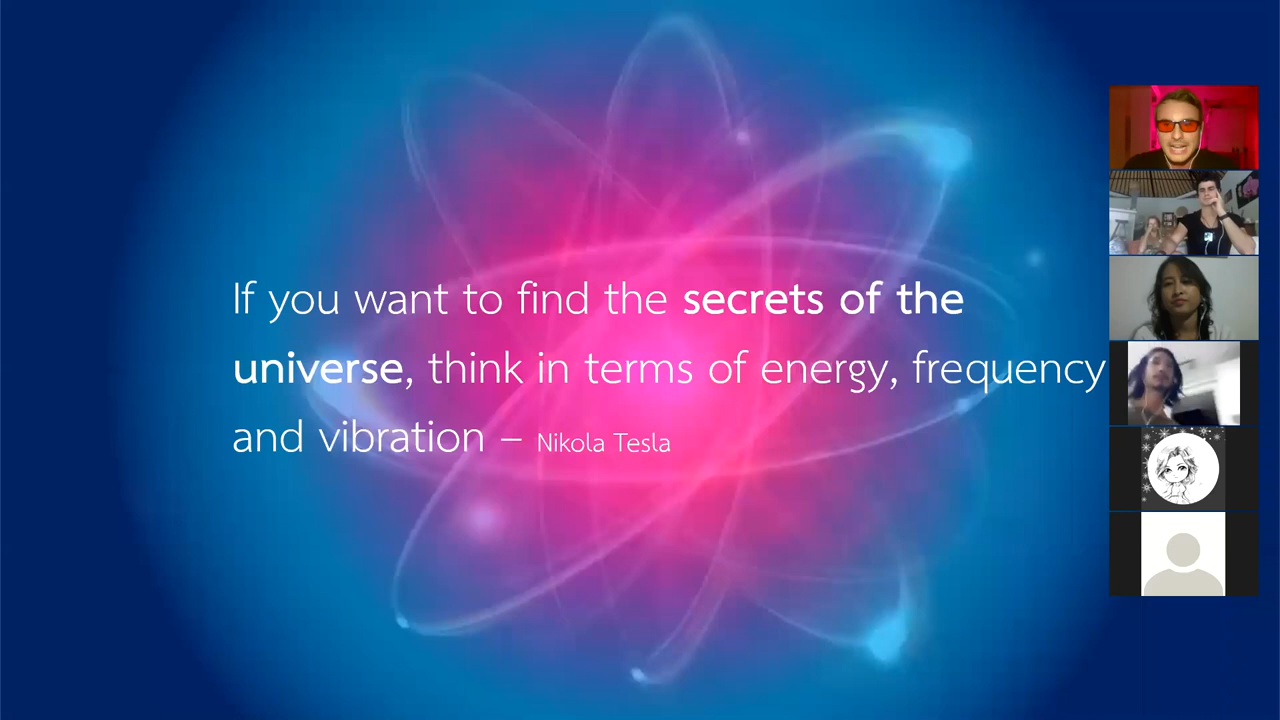 If you want to find the secrets of the
universe, think in terms of energy, frequency
and vibration – Nikola Tesla